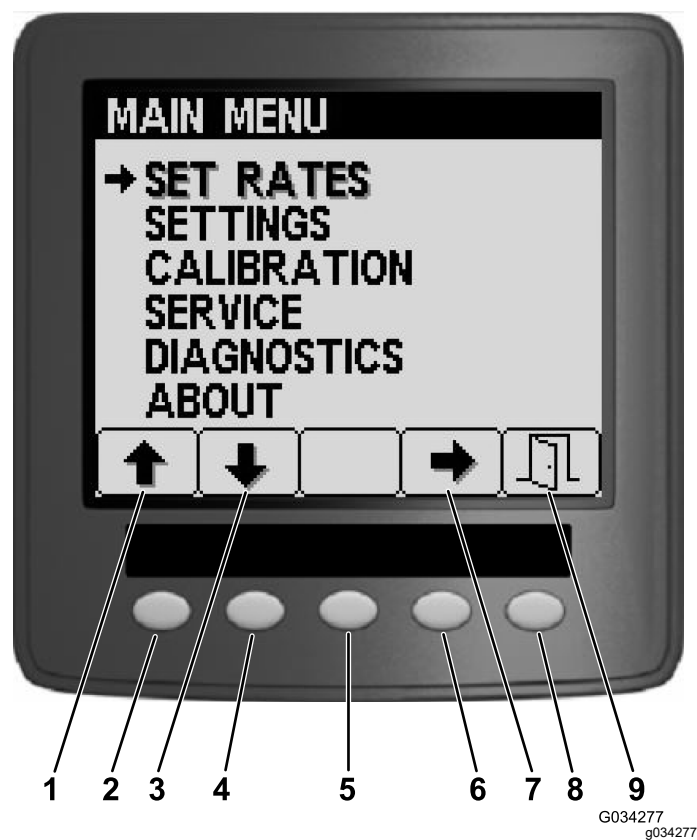 MAIN MENU
SET RATES
SETTINGS
CALIBRATION
SERVICE
DIAGNOSTICS
ABOUT
1 2 3 4 5 6 7 8 9
G034277
g034277